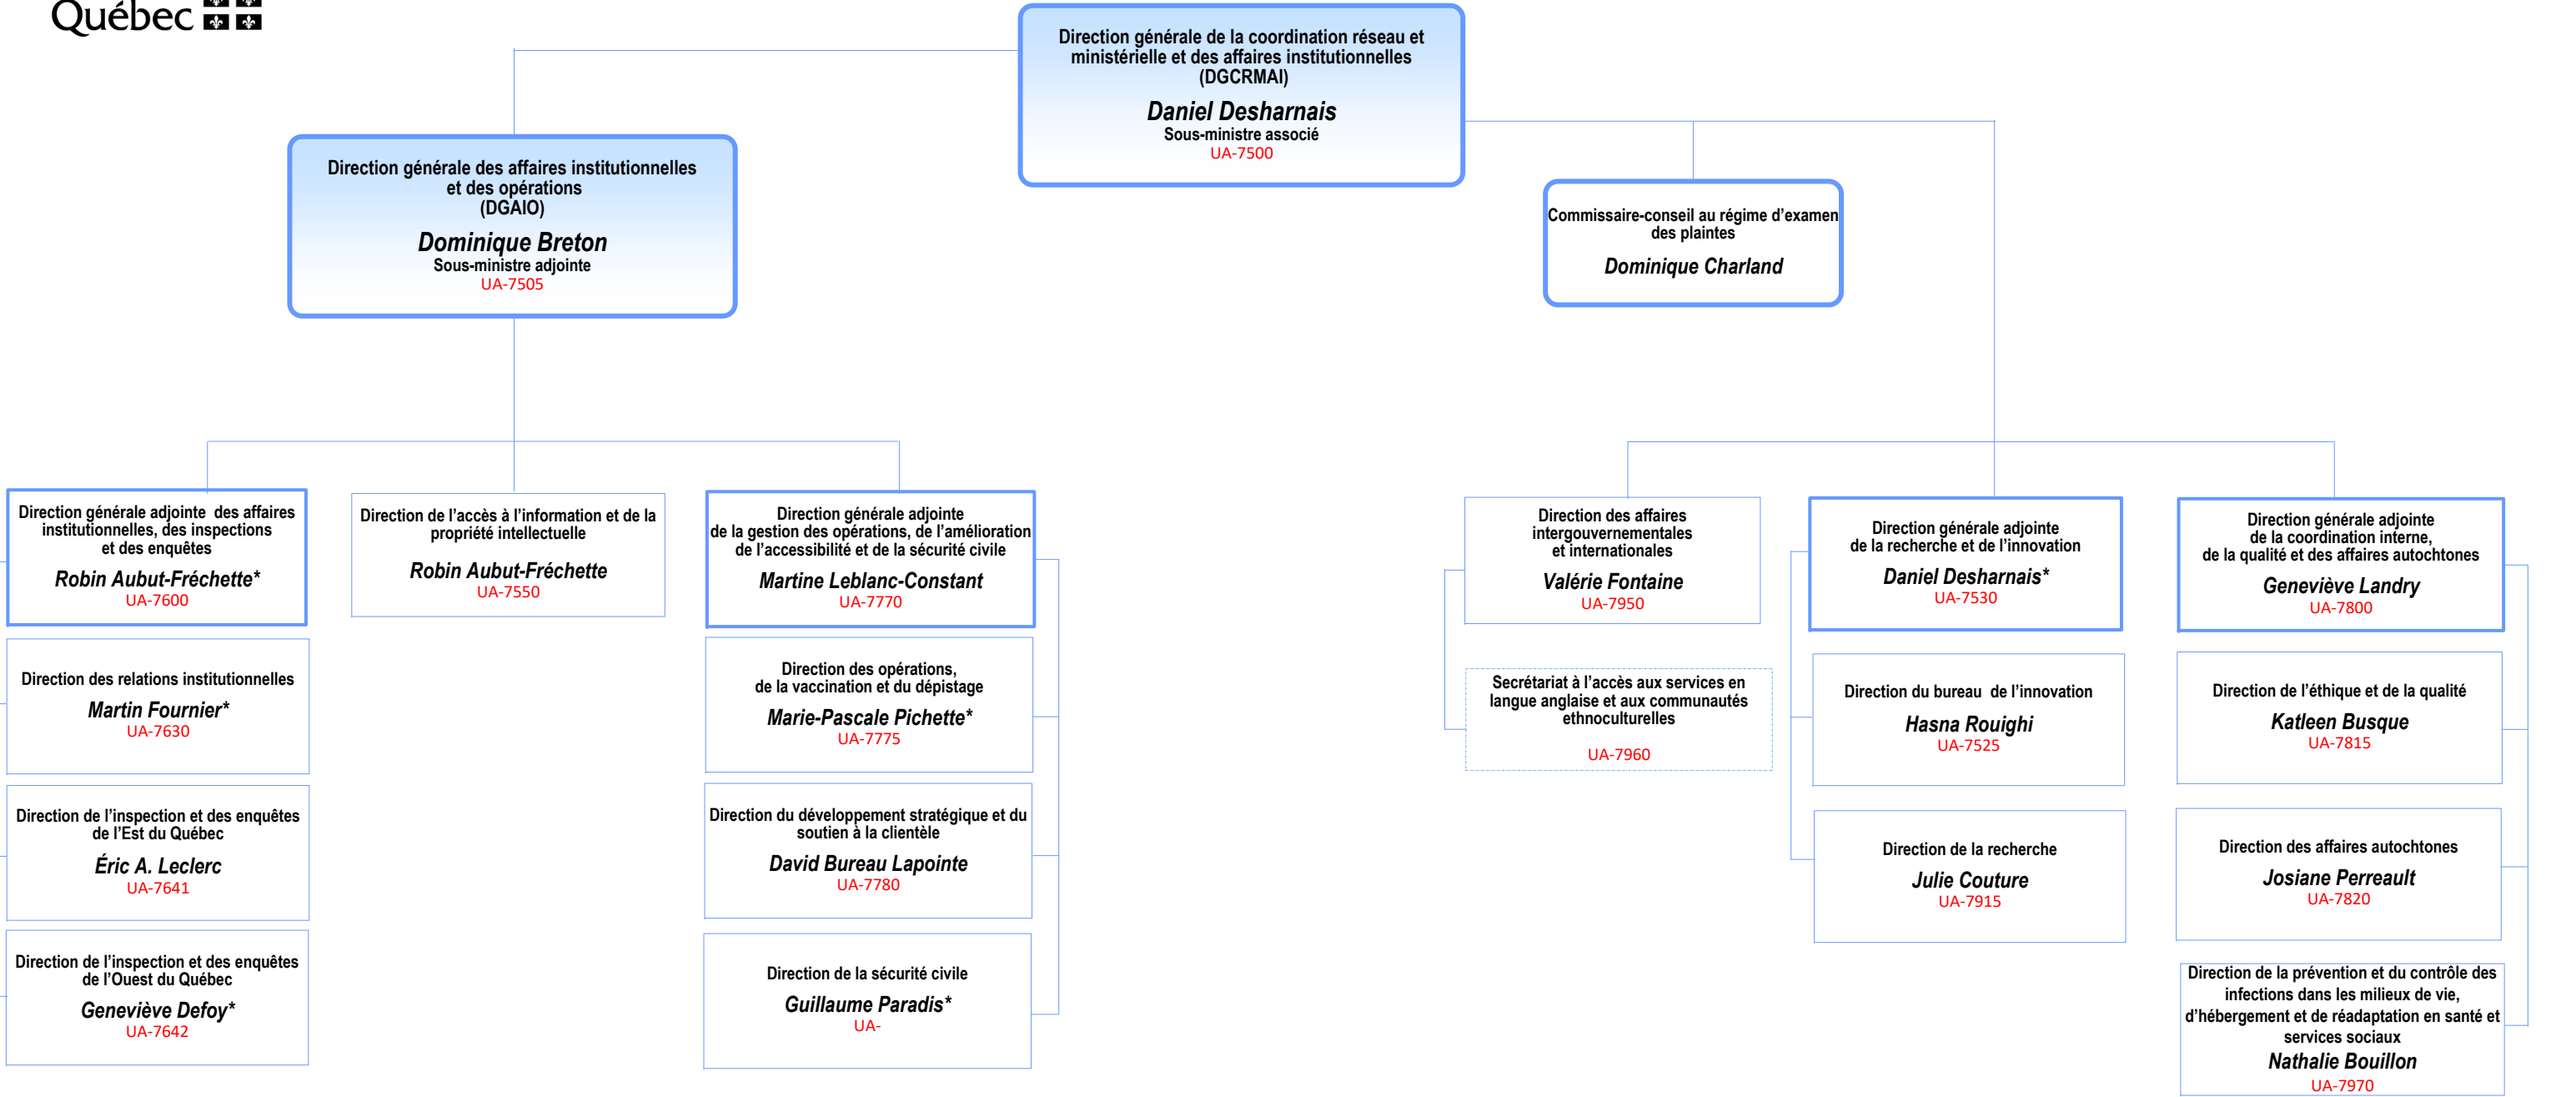 Québec
Direction générale de la coordination réseau et
ministérielle et des affaires institutionnelles
(DGCRMAI)
Daniel Desharnais
Sous-ministre associé
UA-7500
Direction générale des affaires institutionnelles
et des opérations
(DGAIO)
Dominique Breton
Sous-ministre adjointe
UA-7505
Commissaire-conseil au régime d’examen
des plaintes
Dominique Charland
Direction générale adjointe des affaires
institutionnelles, des inspections
et des enquêtes
Robin Aubut-Fréchette*
UA-7600
Direction des relations institutionnelles
Martin Fournier*
UA-7630
Direction de l’inspection et des enquêtes
de l’Est du Québec
Éric A. Leclerc
UA-7641
Direction de l’inspection et des enquêtes
de l’Ouest du Québec
Geneviève Defoy*
UA-7642
Direction de l’accès à l’information et de la
propriété intellectuelle
Robin Aubut-Fréchette
UA-7550
Direction générale adjointe
de la gestion des opérations, de l’amélioration
de l’accessibilité et de la sécurité civile
Martine Leblanc-Constant
UA-7770
Direction des opérations,
de la vaccination et du dépistage
Marie-Pascale Pichette*
UA-7775
Direction du développement stratégique et du
soutien à la clientèle
David Bureau Lapointe
UA-7780
Direction de la sécurité civile
Guillaume Paradis*
UA-
Direction des affaires
intergouvernementales
et internationales
Valérie Fontaine
UA-7950
Secrétariat à l’accès aux services en
langue anglaise et aux communautés
ethnoculturelles
UA-7960
Direction générale adjointe
de la recherche et de l’innovation
Daniel Desharnais*
UA-7530
Direction du bureau de l’innovation
Hasna Rouighi
UA-7525
Direction de la recherche
Julie Couture
UA-7915
Direction générale adjointe
de la coordination interne,
de la qualité et des affaires autochtones
Geneviève Landry
UA-7800
Direction de l’éthique et de la qualité
Katleen Busque
UA-7815
Direction des affaires autochtones
Josiane Perreault
UA-7820
Direction de la prévention et du contrôle des
infections dans les milieux de vie,
d’hébergement et de réadaptation en santé et
services sociaux
Nathalie Bouillon
UA-7970